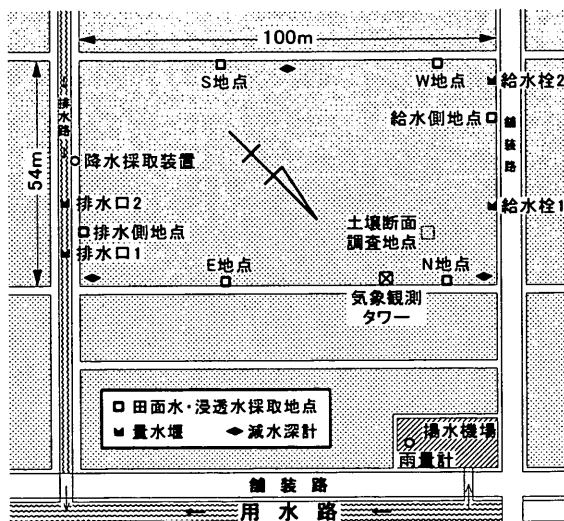 100m
54m
S地点
W地点
給水栓2
給水側地点
舗装路
排水路
降水採取装置
排水口2
排水側地点
排水口1
給水栓1
土壌断面
調査地点
E地点
N地点
気象観測
タワー
田面水・浸透水採取地点
量水堰
減水深計
揚水機場
雨量計
舗装路
用水路